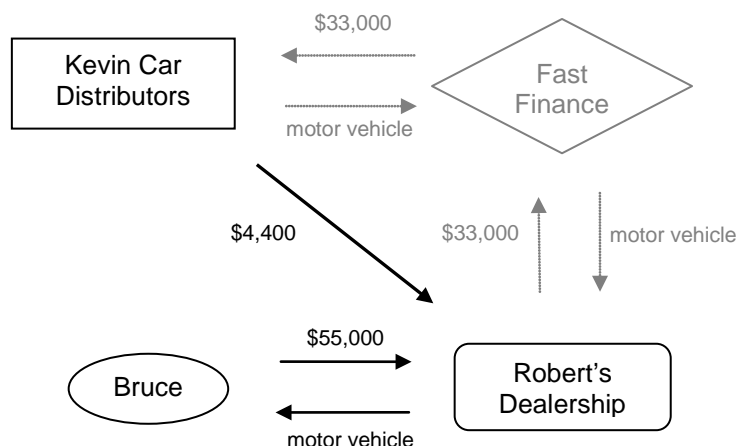 $33,000
Kevin Car
Distributors
Fast
Finance
motor vehicle
$4,400
$33,000
motor vehicle
$55,000
Bruce
Robert's
Dealership
motor vehicle